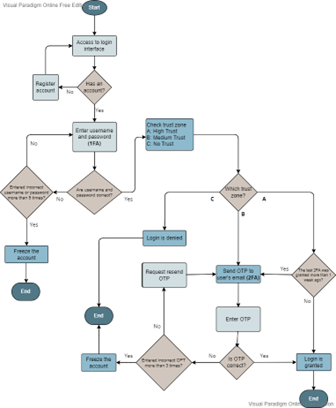 Visual Paradigm Online Free Edit
Start
Access to login
interface
Register
account
No
Has an
account?
Yes
Enter username
and password
(1FA)
Check trust zone
A: High Trust
B: Medium Trust
C: No Trust
No
Entered incorrect
username or password
more than 5 times?
No
Are username and
password correct?
Yes
Which trust
zone?
C
A
B
Yes
Freeze the
account
Login is denied
End
Request resend
OTP
Send OTP to
user's email (2FA)
Yes
The last 2FA was
granted more than 1
week ago?
End
Enter OTP
No
No
Freeze the
account
Yes
Entered incorrect OPT
more than 3 times?
No
Is OTP
correct?
Yes
Login is
granted
Visual Paradigm Onl
End